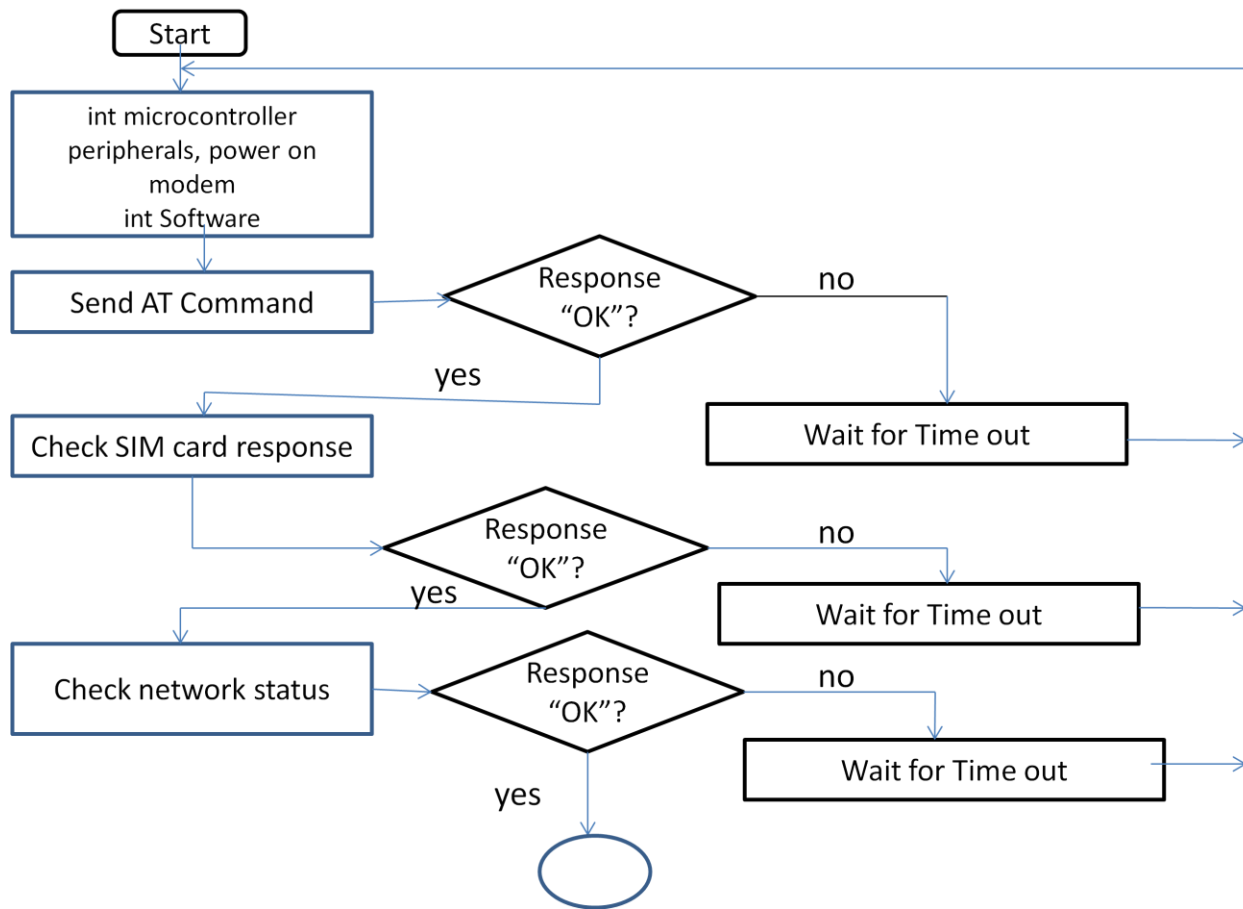 Start
int microcontroller
peripherals, power on
modem
int Software
Send AT Command
Response
“OK”?
no
yes
Wait for Time out
Check SIM card response
Response
“OK”?
no
yes
Wait for Time out
Check network status
Response
“OK”?
no
Wait for Time out
yes